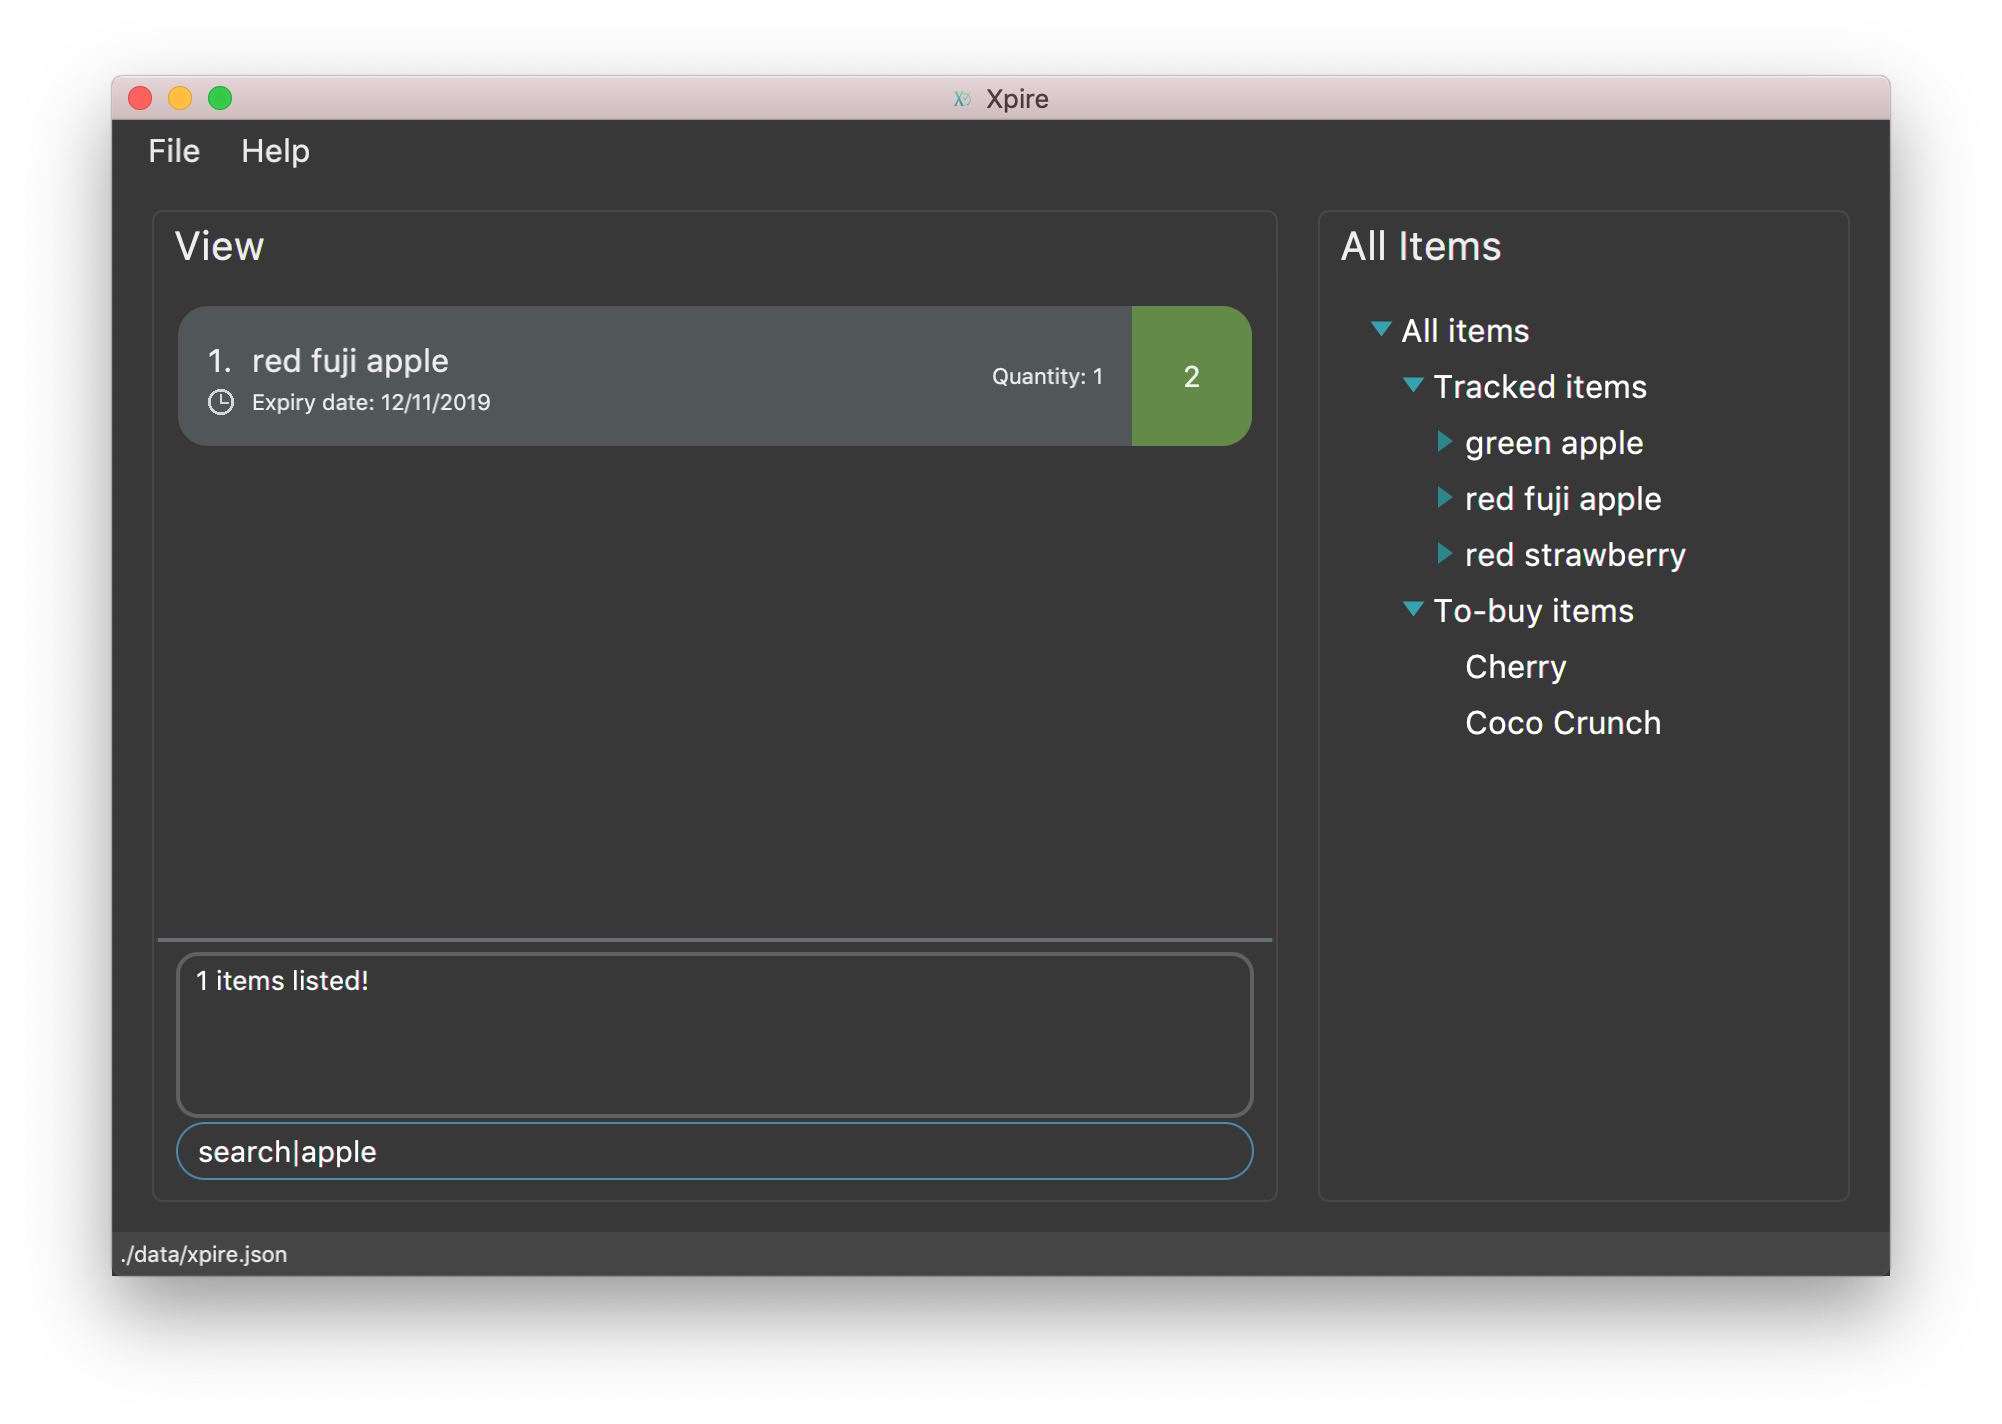 Xpire
File Help
View
1. red fuji apple
Expiry date: 12/11/2019
Quantity: 1
2
1 items listed!
search|apple
All Items
All items
Tracked items
green apple
red fuji apple
red strawberry
To-buy items
Cherry
Coco Crunch
./data/xpire.json